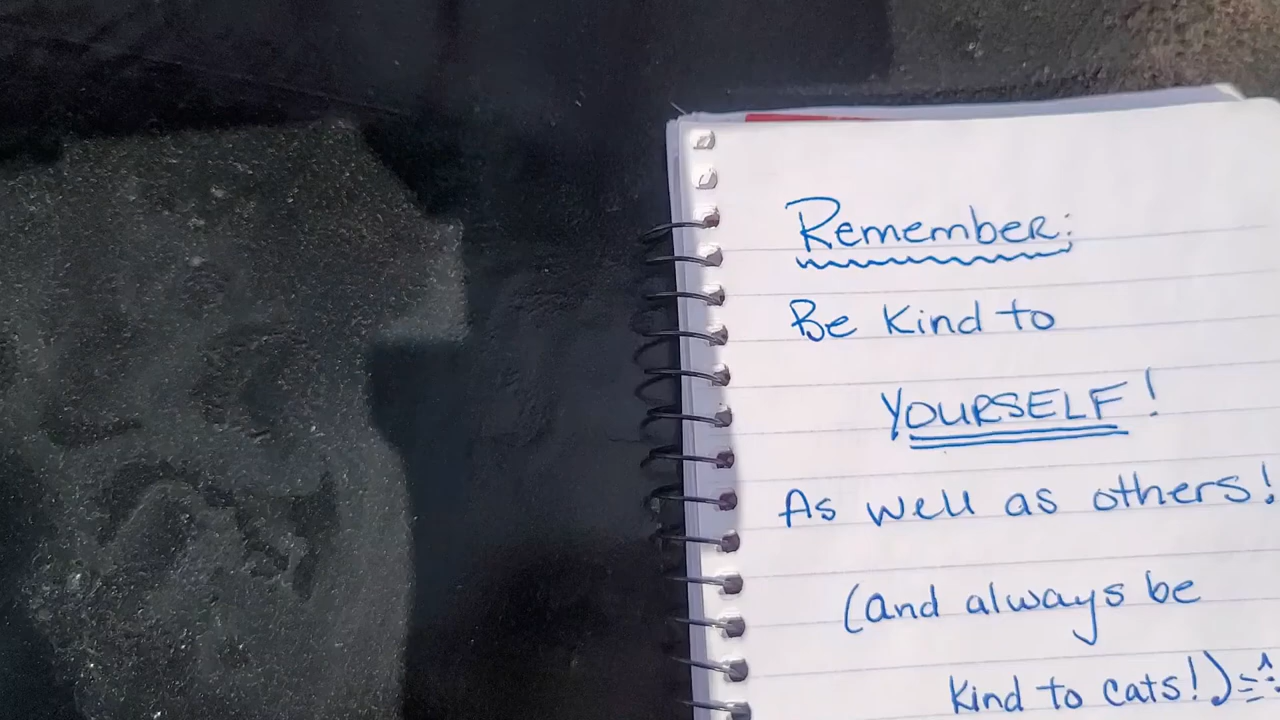 Remember:
Be Kind to
YOURSELF!
As well as others!
(and always be
Kind to cats!)